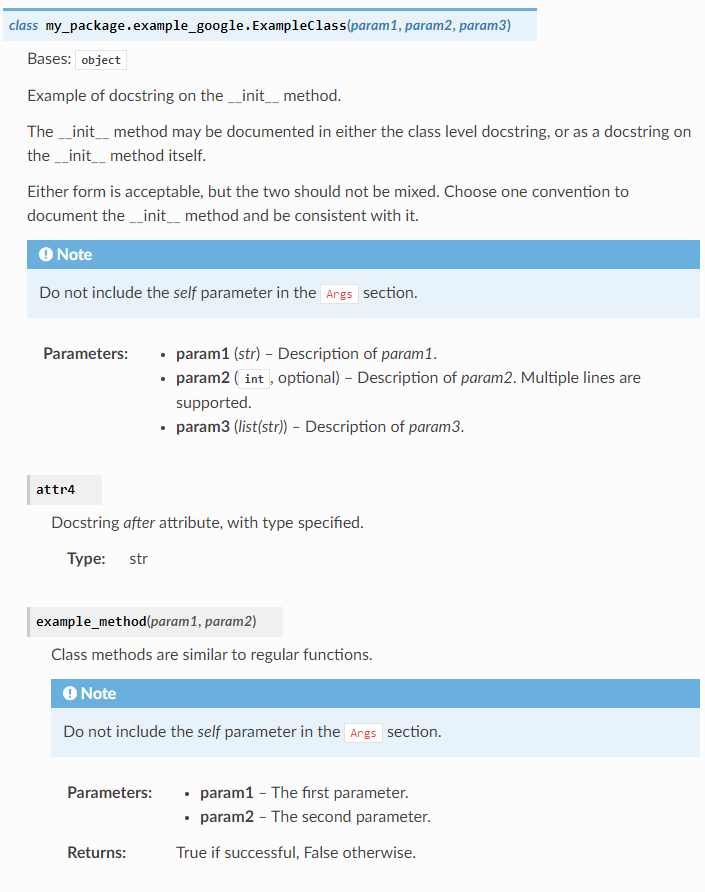 class my_package.example_google.ExampleClass(param1, param2, param3)
Bases: object
Example of docstring on the __init__ method.
The __init__ method may be documented in either the class level docstring, or as a docstring on
the __init__ method itself.
Either form is acceptable, but the two should not be mixed. Choose one convention to
document the __init__ method and be consistent with it.
Note
Do not include the self parameter in the Args section.
Parameters: • param1 (str) – Description of param1.
• param2 (int, optional) – Description of param2. Multiple lines are
supported.
• param3 (list(str)) – Description of param3.
attr4
Docstring after attribute, with type specified.
Type: str
example_method(param1, param2)
Class methods are similar to regular functions.
Note
Do not include the self parameter in the Args section.
Parameters: • param1 – The first parameter.
• param2 – The second parameter.
Returns: True if successful, False otherwise.